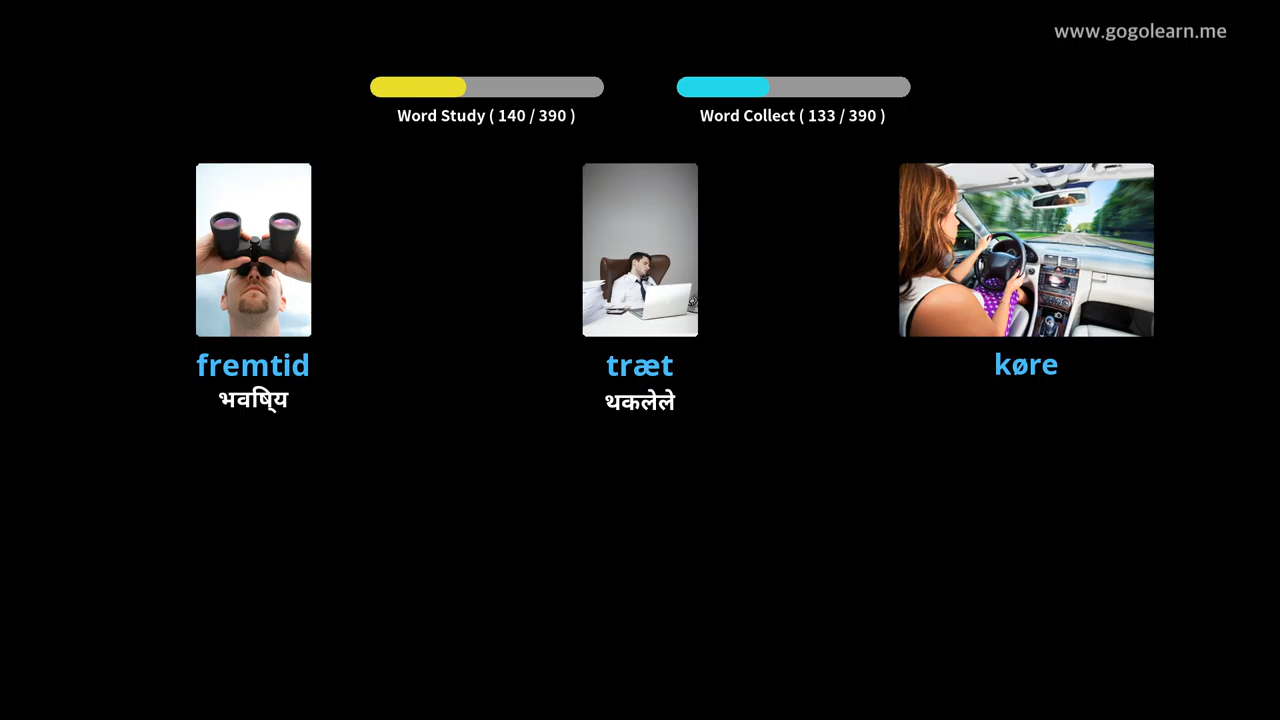 www.gogolearn.me
Word Study ( 140 / 390 )
Word Collect ( 133 / 390 )
fremtid
भविष्य
træt
थकलेले
køre